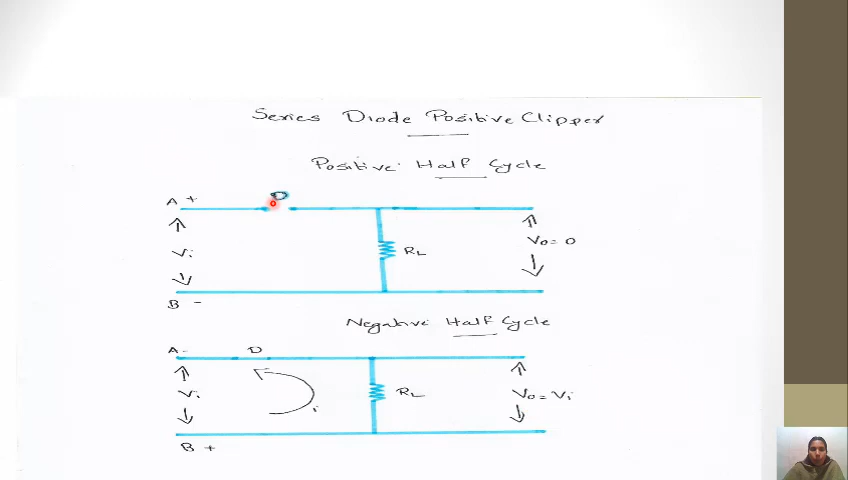 Series Diode Positive Clipper
Positive Half Cycle
A + D
Vi RL Vo = 0
B -
Negative Half Cycle
A - D
Vi i RL Vo = Vi
B +